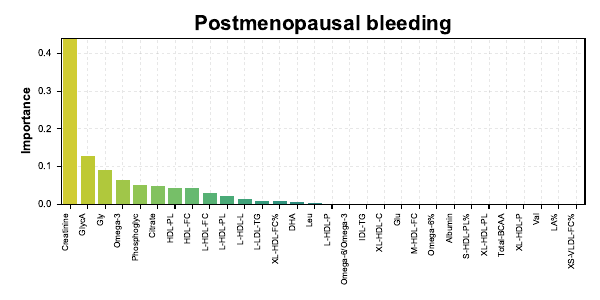 Postmenopausal bleeding
Importance
0.4
0.3
0.2
0.1
0.0
Creatinine
GlycA
Gly
Omega-3
Phosphoglyc
Citrate
HDL-PL
HDL-FC
L-HDL-FC
L-HDL-PL
L-HDL-L
L-LDL-TG
XL-HDL-FC%
DHA
Leu
L-HDL-P
Omega-6/Omega-3
IDL-TG
XL-HDL-C
Glu
M-HDL-FC
Omega-6%
Albumin
S-HDL-PL%
XL-HDL-PL
Total-BCAA
XL-HDL-P
Val
LA%
XS-VLDL-FC%